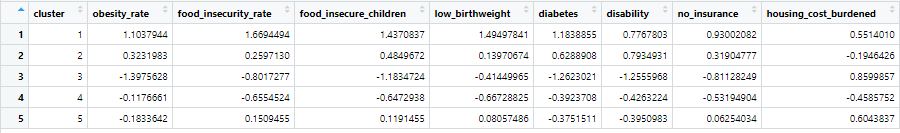 cluster obesity_rate food_insecurity_rate food_insecure_children low_birthweight diabetes disability no_insurance housing_cost_burdened
1 1 1.1037944 1.6694494 1.4370837 1.49497841 1.1838855 0.7767803 0.93002082 0.5514010
2 2 0.3231983 0.2597130 0.4849672 0.13970674 0.6288908 0.7934931 0.31904777 -0.1946426
3 3 -1.3975628 -0.8017277 -1.1834724 -0.41449965 -1.2623021 -1.2555968 -0.81128249 0.8599857
4 4 -0.1176661 -0.6554524 -0.6472938 -0.66728825 -0.3923708 -0.4263224 -0.53194904 -0.4585752
5 5 -0.1833642 0.1509455 0.1191455 0.08057486 -0.3751511 -0.3950983 0.06254034 0.6043837